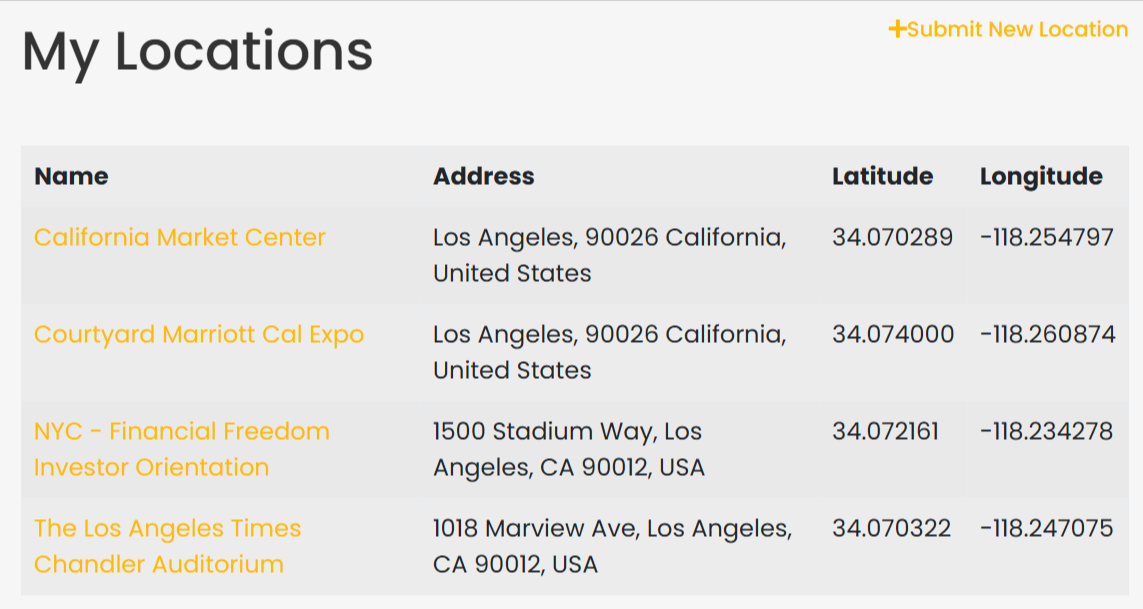 My Locations
+Submit New Location
Name Address Latitude Longitude
California Market Center Los Angeles, 90026 California, 34.070289 -118.254797
United States
Courtyard Marriott Cal Expo Los Angeles, 90026 California, 34.074000 -118.260874
United States
NYC - Financial Freedom 1500 Stadium Way, Los 34.072161 -118.234278
Investor Orientation Angeles, CA 90012, USA
The Los Angeles Times 1018 Marview Ave, Los Angeles, 34.070322 -118.247075
Chandler Auditorium CA 90012, USA